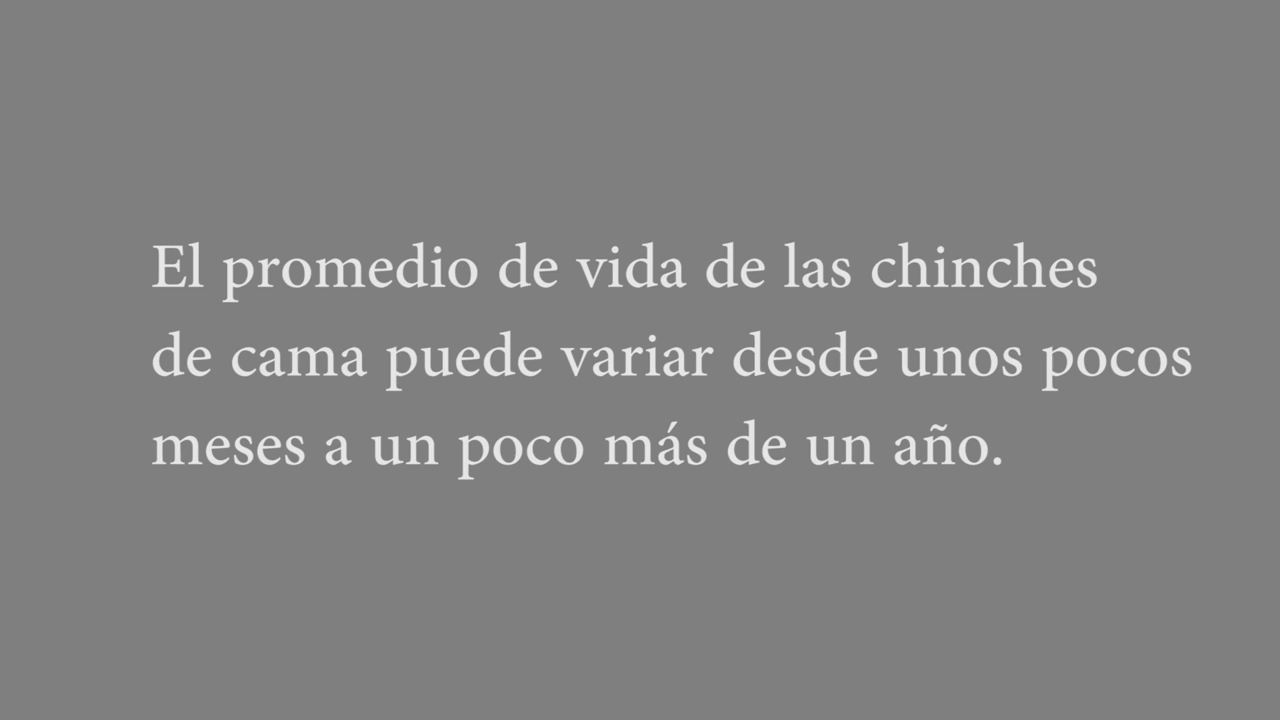 El promedio de vida de las chinches
de cama puede variar desde unos pocos
meses a un poco más de un año.